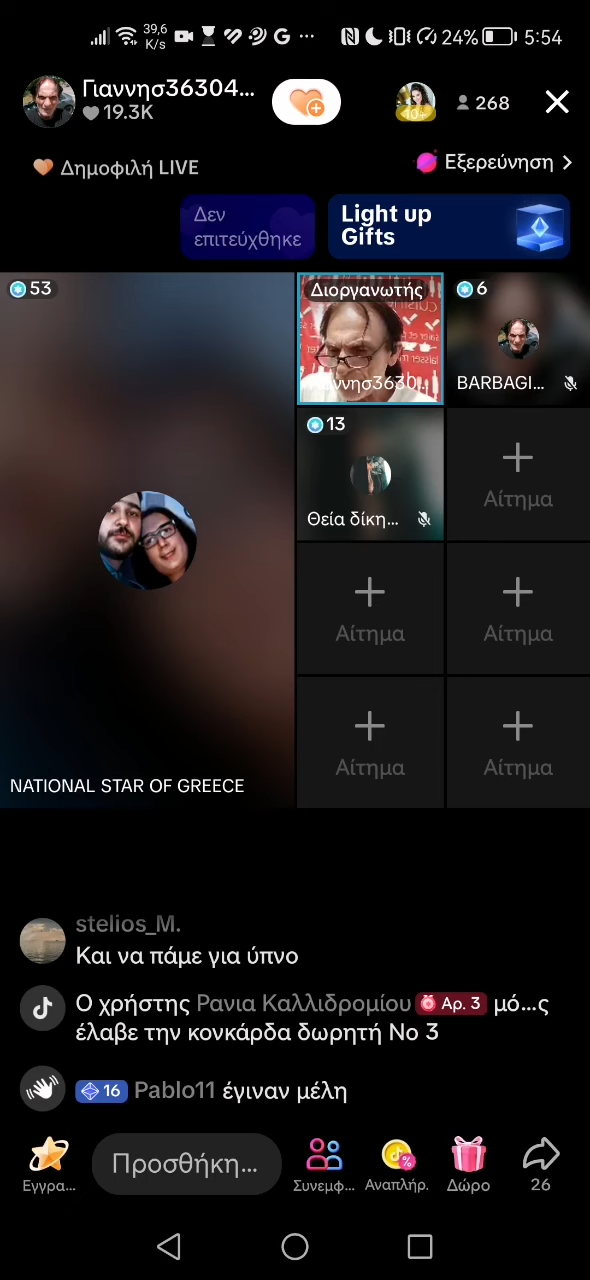 39,6
K/s
24%
5:54
Γιαννησ36304...
19.3K
10+
268
Δημοφιλή LIVE
Εξερεύνηση
Δεν
επιτεύχθηκε
Light up
Gifts
53
Διοργανωτής
6
BARBAGI...
13
Αίτημα
Θεία δίκη...
Αίτημα
Αίτημα
Αίτημα
Αίτημα
NATIONAL STAR OF GREECE
stelios_M.
Και να πάμε για ύπνο
Ο χρήστης Ρανια Καλλιδρομίου Αρ. 3 μό...ς
έλαβε την κονκάρδα δωρητή Νο 3
16 Pablo11 έγιναν μέλη
Προσθήκη...
Εγγρα...
Συνεμφ...
Αναπλήρ.
Δώρο
26